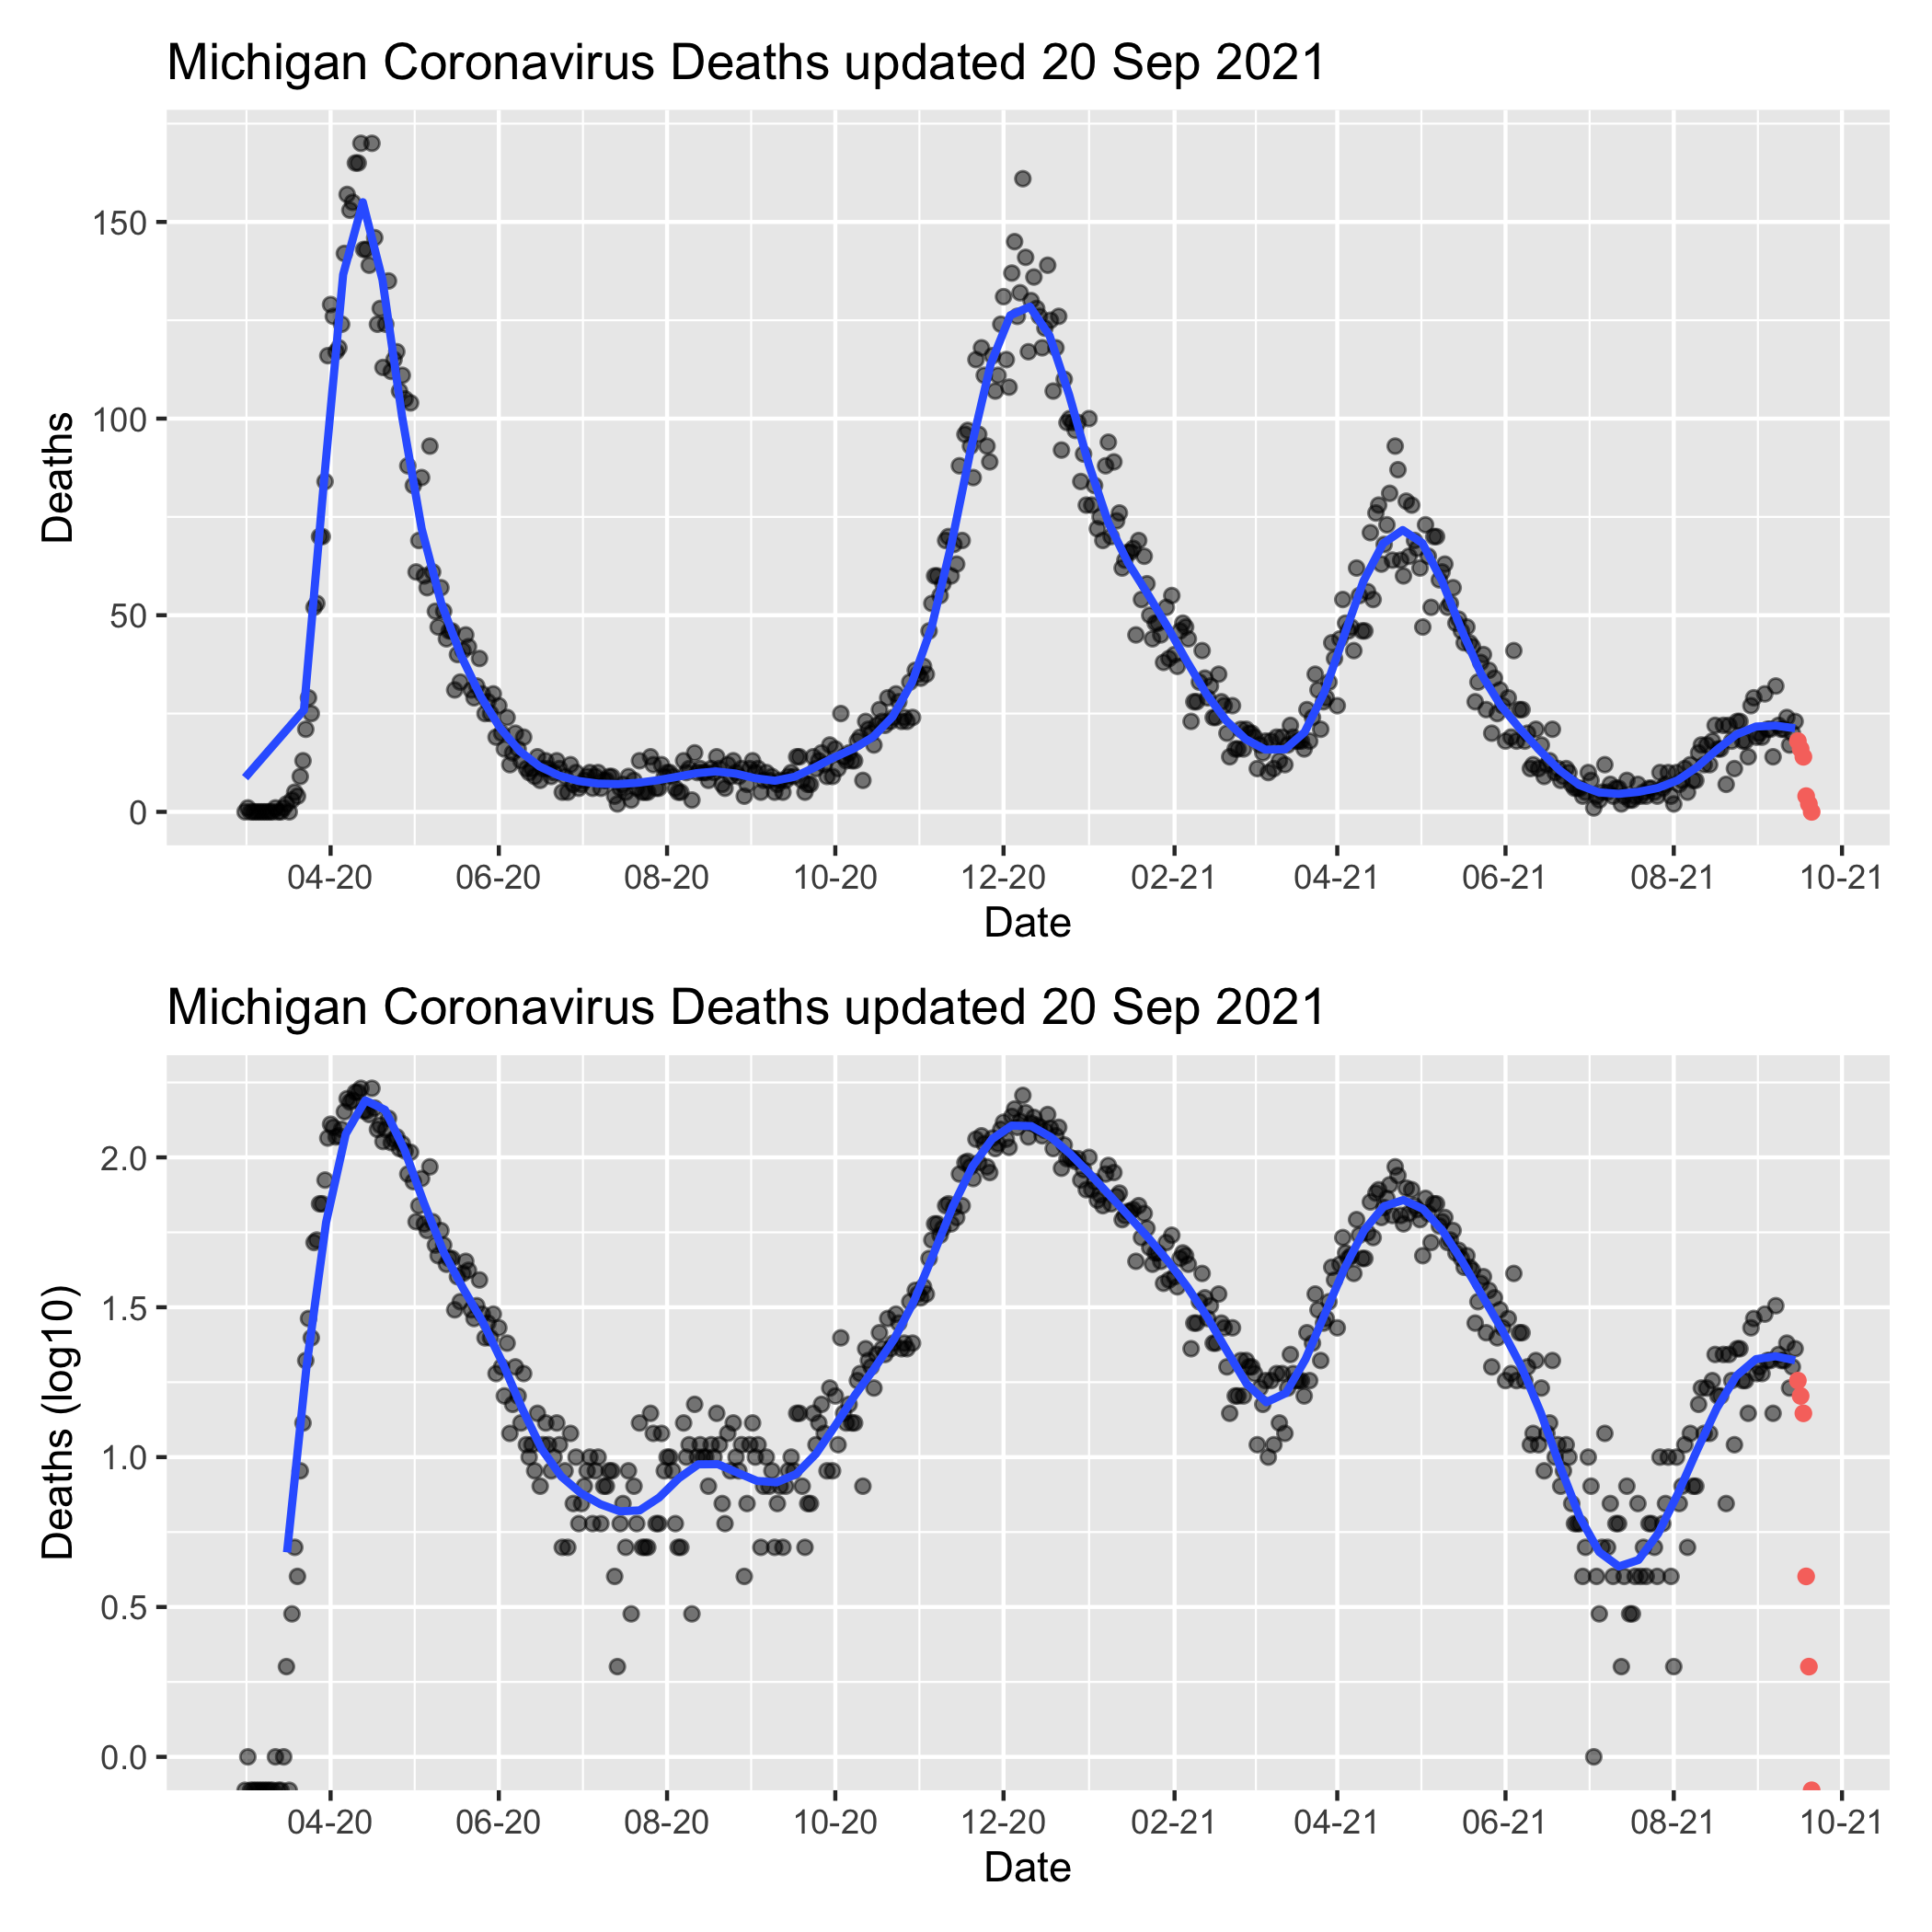 Michigan Coronavirus Deaths updated 20 Sep 2021
Deaths
150
100
50
0
04-20 06-20 08-20 10-20 12-20 02-21 04-21 06-21 08-21 10-21
Date
Michigan Coronavirus Deaths updated 20 Sep 2021
Deaths (log10)
2.0
1.5
1.0
0.5
0.0
04-20 06-20 08-20 10-20 12-20 02-21 04-21 06-21 08-21 10-21
Date